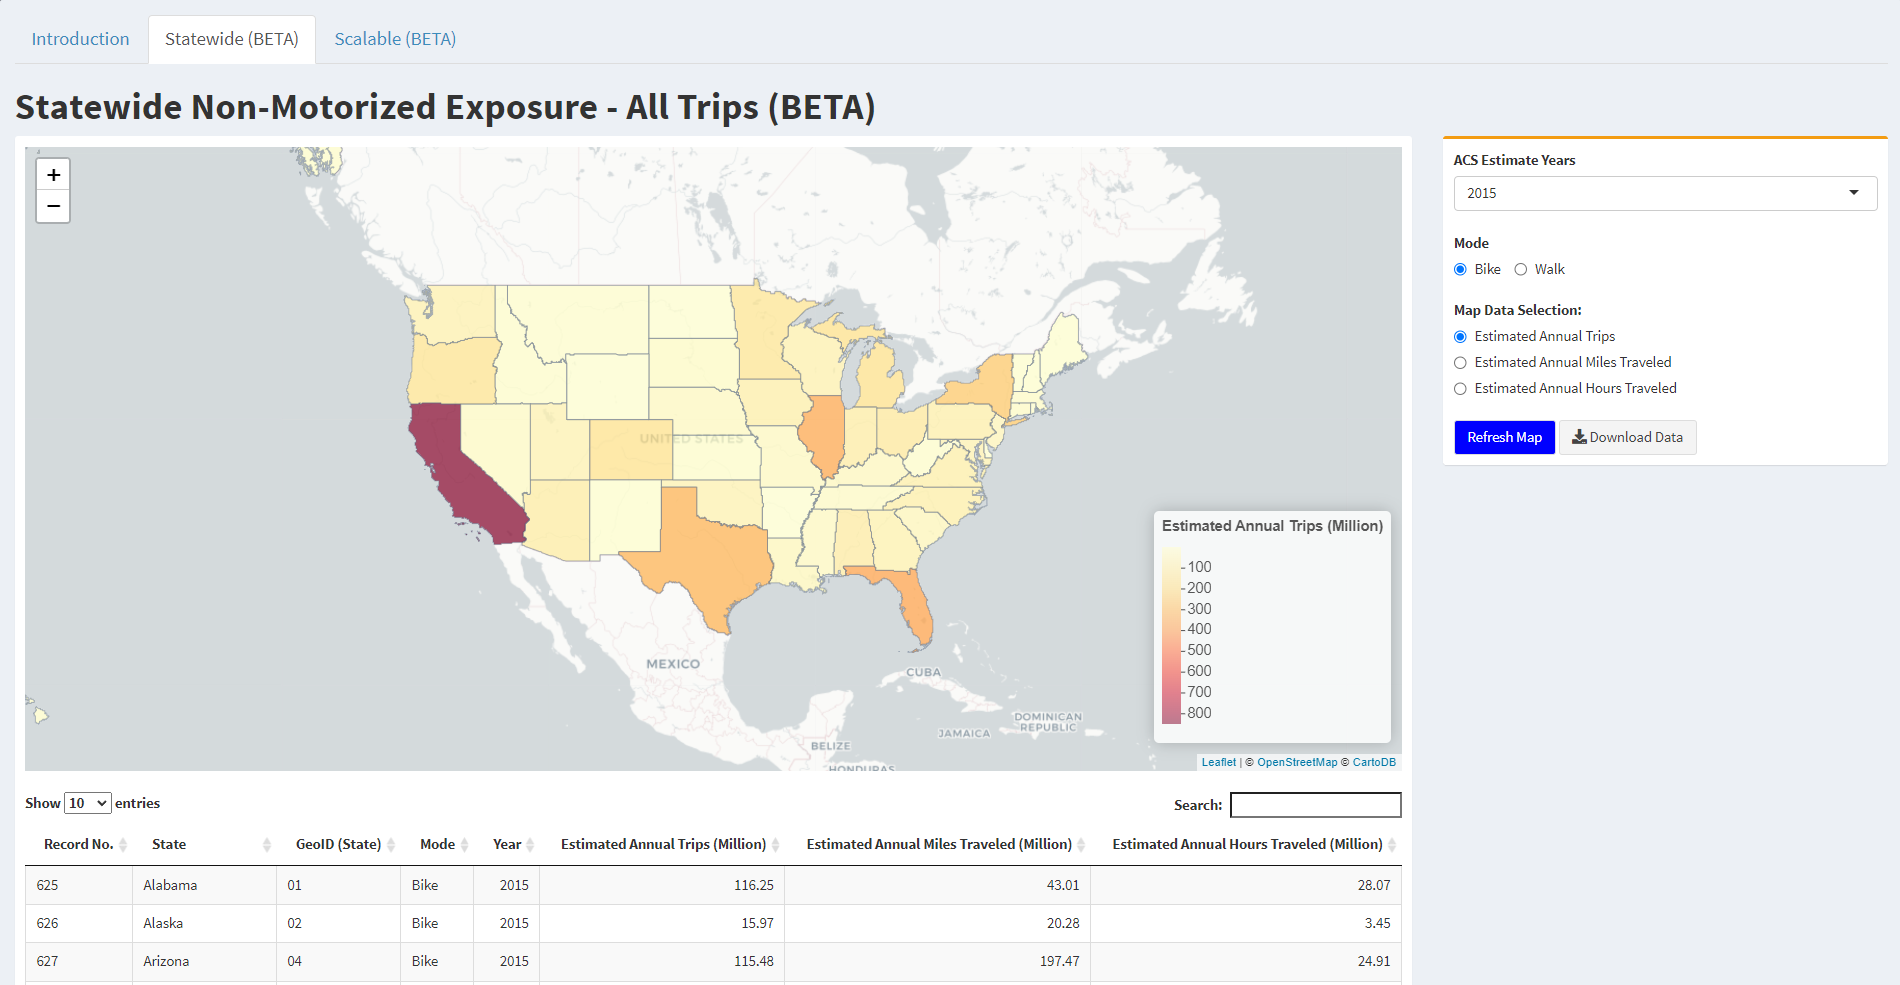 Introduction
Statewide (BETA)
Scalable (BETA)
Statewide Non-Motorized Exposure - All Trips (BETA)
+
−
UNITED STATES
MEXICO
CUBA
DOMINICAN
REPUBLIC
JAMAICA
BELIZE
HONDURAS
Estimated Annual Trips (Million)
100
200
300
400
500
600
700
800
Leaflet | © OpenStreetMap © CartoDB
ACS Estimate Years
2015
Mode
Bike Walk
Map Data Selection:
Estimated Annual Trips
Estimated Annual Miles Traveled
Estimated Annual Hours Traveled
Refresh Map Download Data
Show 10 entries
Search:
Record No. State GeoID (State) Mode Year Estimated Annual Trips (Million) Estimated Annual Miles Traveled (Million) Estimated Annual Hours Traveled (Million)
625 Alabama 01 Bike 2015 116.25 43.01 28.07
626 Alaska 02 Bike 2015 15.97 20.28 3.45
627 Arizona 04 Bike 2015 115.48 197.47 24.91